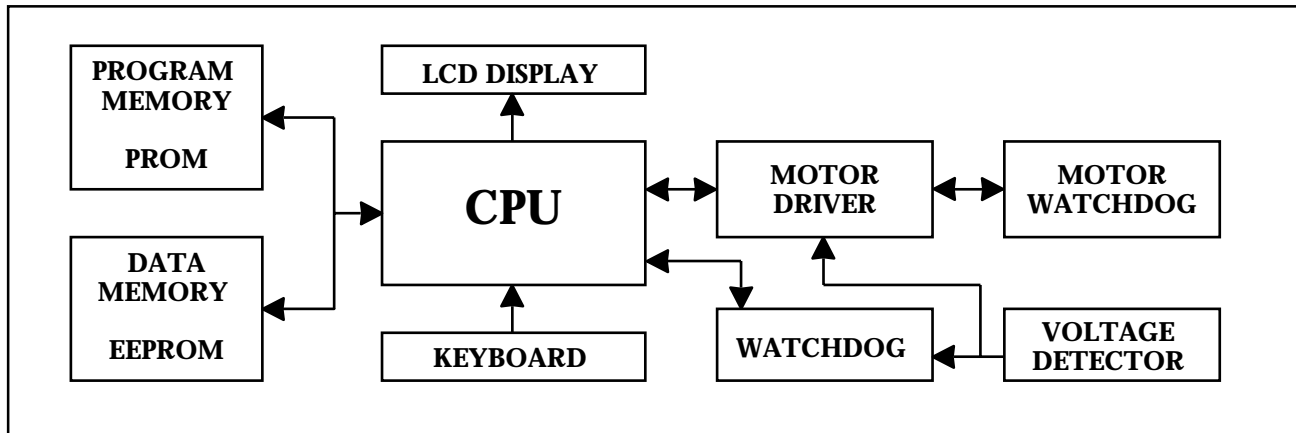 PROGRAM
MEMORY
PROM
LCD DISPLAY
CPU
MOTOR
DRIVER
MOTOR
WATCHDOG
DATA
MEMORY
EEPROM
KEYBOARD
WATCHDOG
VOLTAGE
DETECTOR